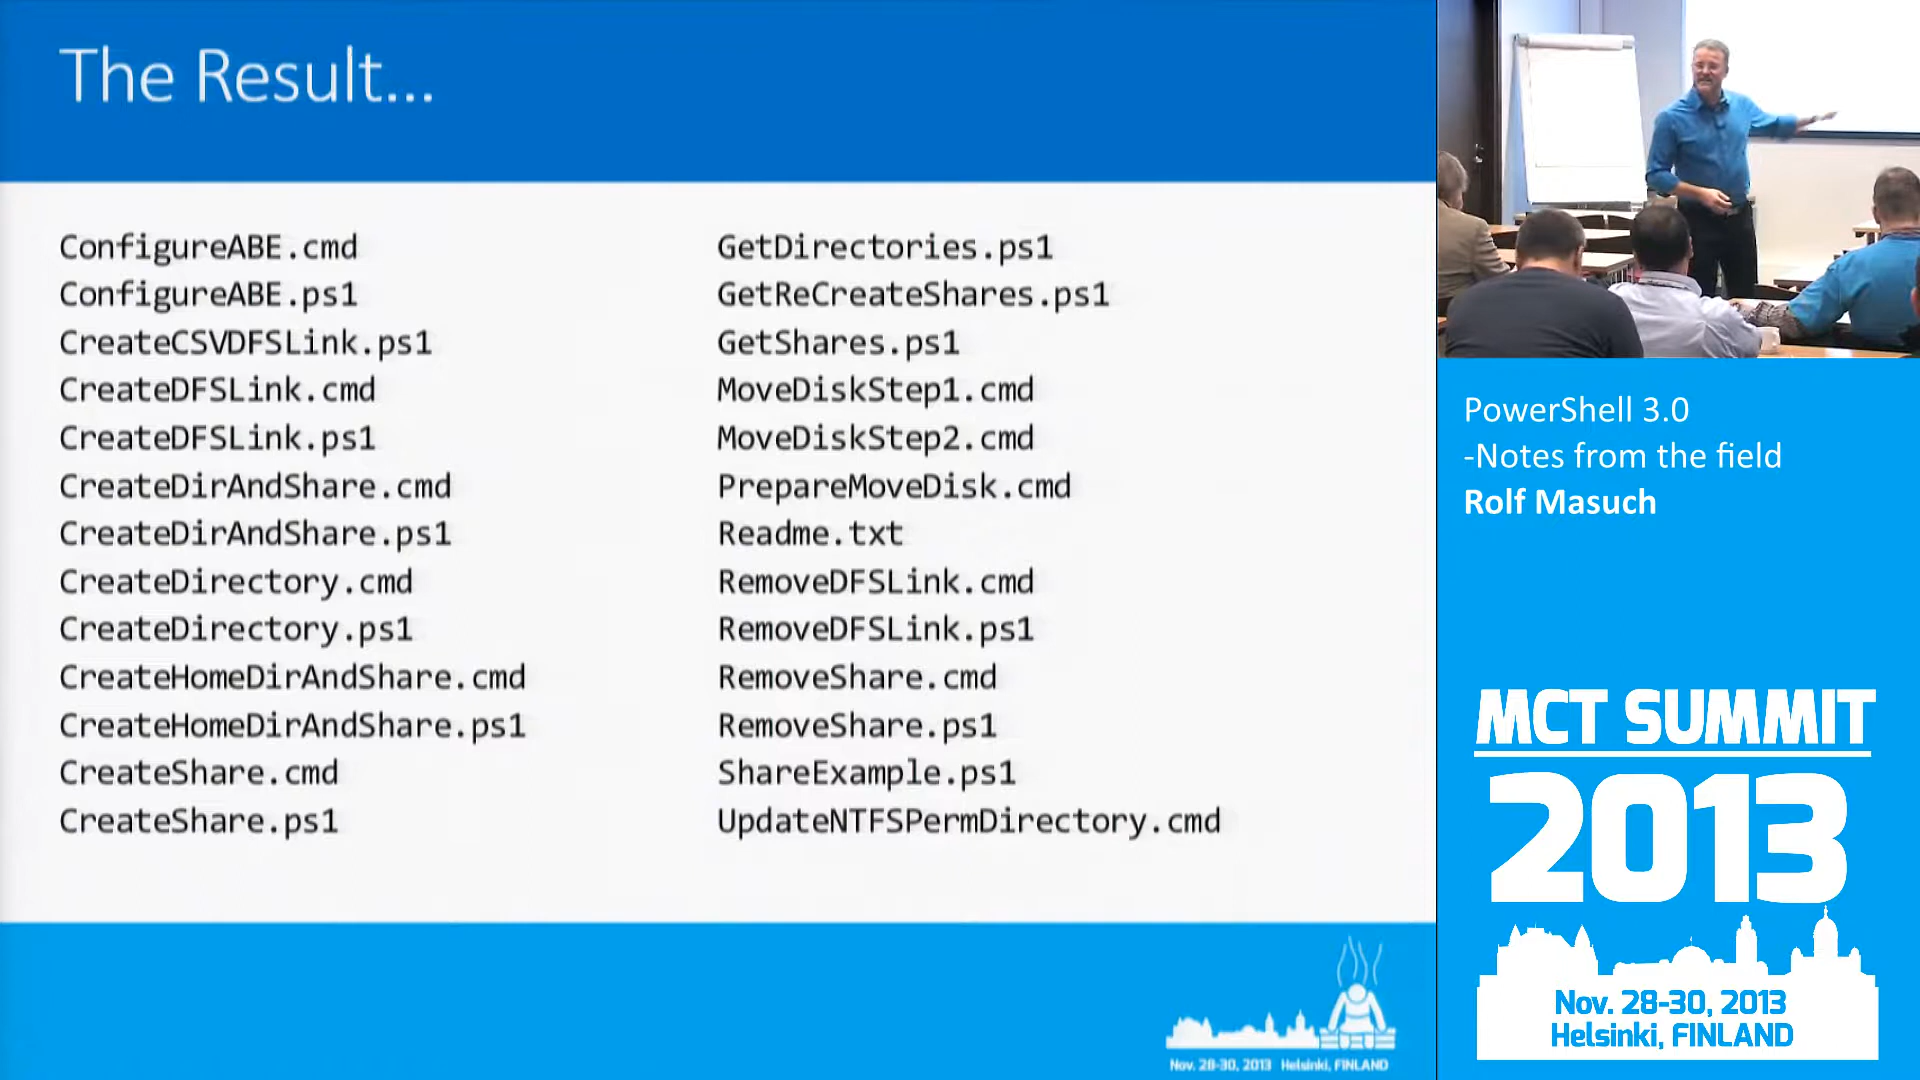 The Result...
ConfigureABE.cmd
ConfigureABE.ps1
CreateCSVDFSLink.ps1
CreateDFSLink.cmd
CreateDFSLink.ps1
CreateDirAndShare.cmd
CreateDirAndShare.ps1
CreateDirectory.cmd
CreateDirectory.ps1
CreateHomeDirAndShare.cmd
CreateHomeDirAndShare.ps1
CreateShare.cmd
CreateShare.ps1
GetDirectories.ps1
GetReCreateShares.ps1
GetShares.ps1
MoveDiskStep1.cmd
MoveDiskStep2.cmd
PrepareMoveDisk.cmd
Readme.txt
RemoveDFSLink.cmd
RemoveDFSLink.ps1
RemoveShare.cmd
RemoveShare.ps1
ShareExample.ps1
UpdateNTFSPermDirectory.cmd
Nov. 28-30, 2013 Helsinki, FINLAND
PowerShell 3.0
-Notes from the field
Rolf Masuch
MCT SUMMIT
2013
Nov. 28-30, 2013
Helsinki, FINLAND